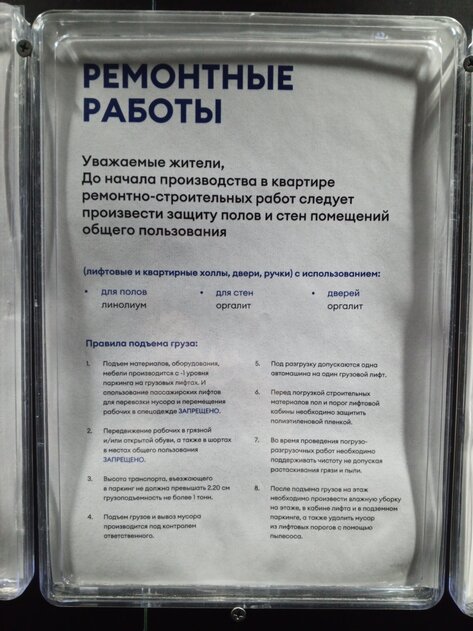 РЕМОНТНЫЕ
РАБОТЫ
Уважаемые жители,
До начала производства в квартире
ремонтно-строительных работ следует
произвести защиту полов и стен помещений
общего пользования
(лифтовые и квартирные холлы, двери, ручки) с использованием:
• для полов
линолиум
• для стен
оргалит
• дверей
оргалит
Правила подъема груза:
1. Подъем материалов, оборудования,
мебели производится с -1 уровня
паркинга на грузовых лифтах. И
спользование пассажирских лифтов
для перевозки мусора и перемещения
рабочих в спецодежде ЗАПРЕЩЕНО.
2. Передвижение рабочих в грязной
и/или открытой обуви, а также в шортах
в местах общего пользования
ЗАПРЕЩЕНО.
3. Высота транспорта, въезжающего
в паркинг не должна превышать 2,20 см
грузоподъемность не более 1 тонн.
4. Подъем грузов и вывоз мусора
производится под контролем
ответственного.
5. Под разгрузку допускаются одна
автомашина на один грузовой лифт.
6. Перед погрузкой строительных
материалов пол и порог лифтовой
кабины необходимо защитить
полиэтиленовой пленкой.
7. Во время проведения погрузо-
разгрузочных работ необходимо
поддерживать чистоту не допуская
растаскивания грязи и пыли.
8. После подъема грузов на этаж
необходимо произвести влажную уборку
на этаже, в кабине лифта и в подземном
паркинге, а также удалить мусор
из лифтовых порогов с помощью
пылесоса.